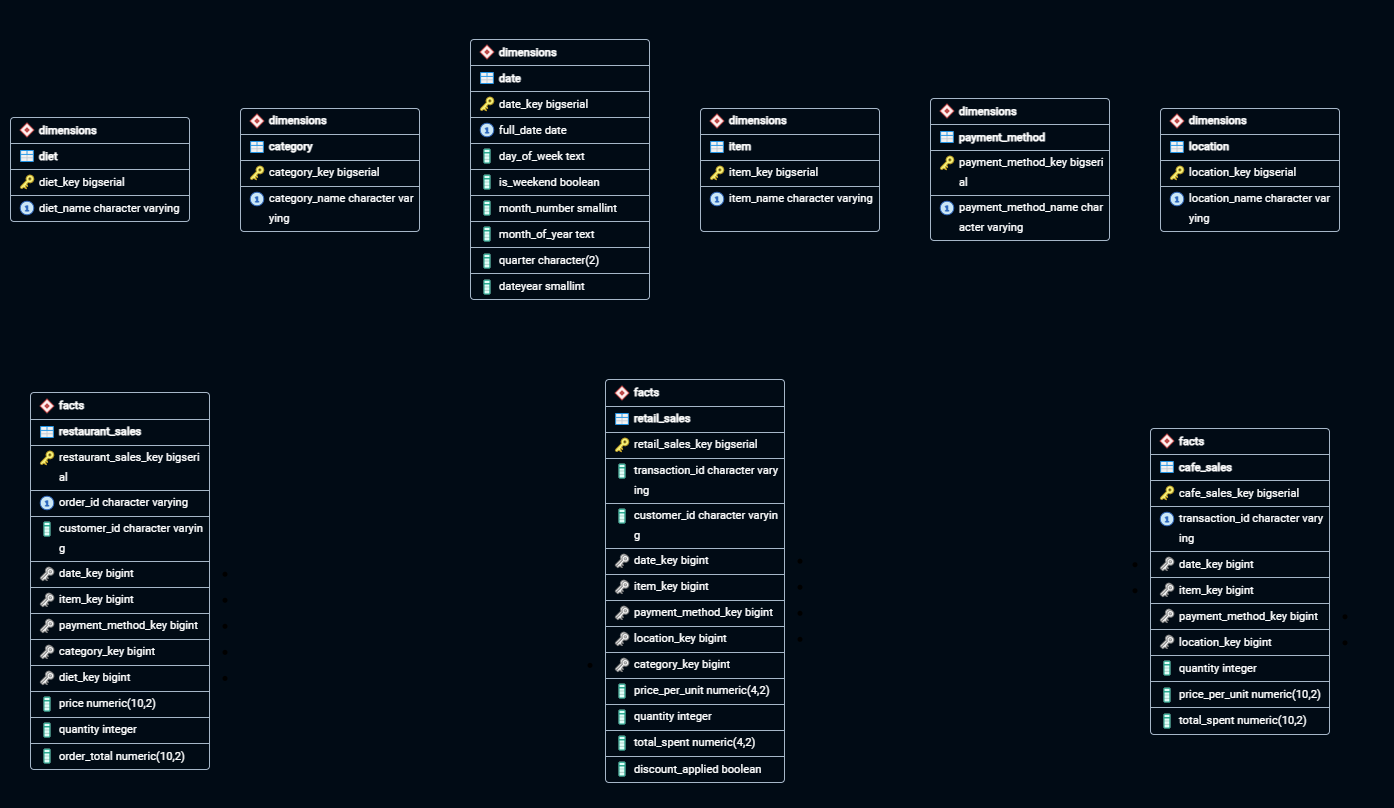 dimensions
diet
diet_key bigserial
diet_name character varying
dimensions
category
category_key bigserial
category_name character var
ying
dimensions
date
date_key bigserial
full_date date
day_of_week text
is_weekend boolean
month_number smallint
month_of_year text
quarter character(2)
dateyear smallint
dimensions
item
item_key bigserial
item_name character varying
dimensions
payment_method
payment_method_key bigseri
al
payment_method_name char
acter varying
dimensions
location
location_key bigserial
location_name character var
ying
facts
restaurant_sales
restaurant_sales_key bigseri
al
order_id character varying
customer_id character varyin
g
date_key bigint
item_key bigint
payment_method_key bigint
category_key bigint
diet_key bigint
price numeric(10,2)
quantity integer
order_total numeric(10,2)
facts
retail_sales
retail_sales_key bigserial
transaction_id character vary
ing
customer_id character varyin
g
date_key bigint
item_key bigint
payment_method_key bigint
location_key bigint
category_key bigint
price_per_unit numeric(4,2)
quantity integer
total_spent numeric(4,2)
discount_applied boolean
facts
cafe_sales
cafe_sales_key bigserial
transaction_id character vary
ing
date_key bigint
item_key bigint
payment_method_key bigint
location_key bigint
quantity integer
price_per_unit numeric(10,2)
total_spent numeric(10,2)